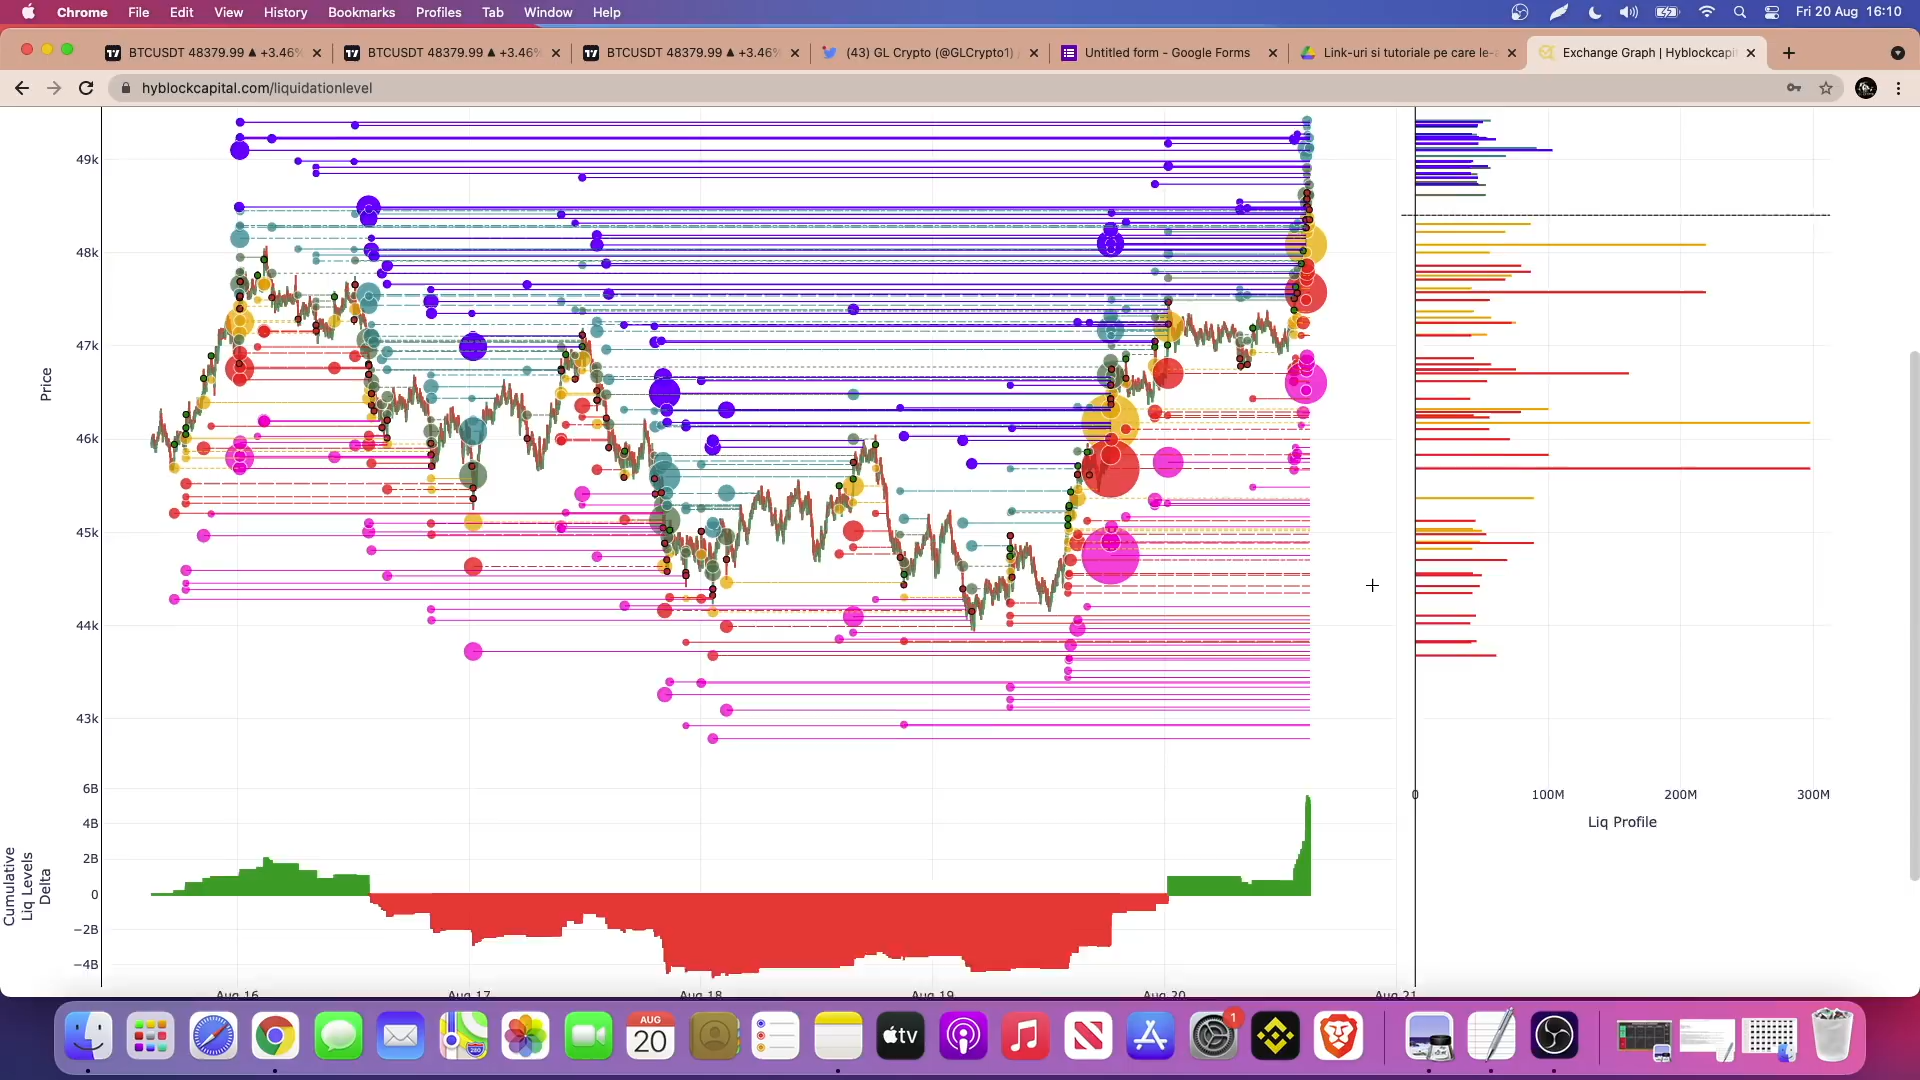 Chrome File Edit View History Bookmarks Profiles Tab Window Help Fri 20 Aug 16:10
BTCUSDT 48379.99 ▲ +3.46%
BTCUSDT 48379.99 ▲ +3.46%
BTCUSDT 48379.99 ▲ +3.46%
(43) GL Crypto (@GLCrypto1)
Untitled form - Google Forms
Link-uri si tutoriale pe care le-
Exchange Graph | Hyblockcapi
hyblockcapital.com/liquidationlevel
49k
48k
47k
46k
45k
44k
43k
Price
6B
4B
2B
0
−2B
−4B
Cumulative
Liq Levels
Delta
Aug 16
Aug 17
Aug 18
Aug 19
Aug 20
Aug 21
0
100M
200M
300M
Liq Profile
280
AUG
20
tv
1